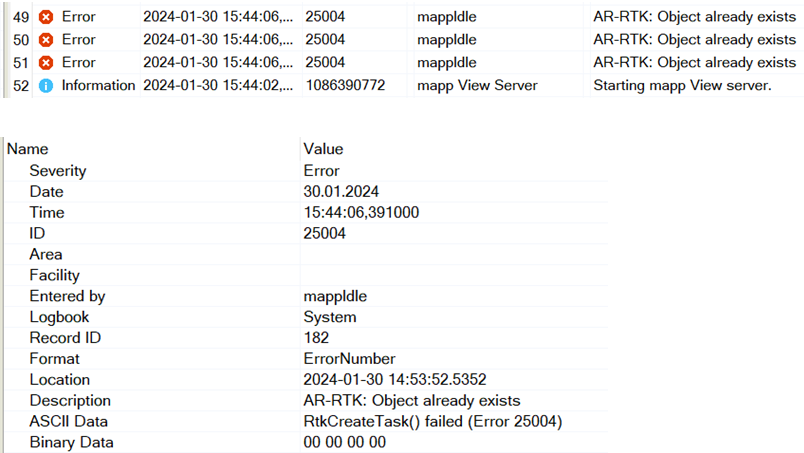 49 Error 2024-01-30 15:44:06,... 25004 mappIdle AR-RTK: Object already exists
50 Error 2024-01-30 15:44:06,... 25004 mappIdle AR-RTK: Object already exists
51 Error 2024-01-30 15:44:06,... 25004 mappIdle AR-RTK: Object already exists
52 Information 2024-01-30 15:44:02,... 1086390772 mapp View Server Starting mapp View server.
Name Value
Severity Error
Date 30.01.2024
Time 15:44:06,391000
ID 25004
Area
Facility
Entered by mappIdle
Logbook System
Record ID 182
Format ErrorNumber
Location 2024-01-30 14:53:52.5352
Description AR-RTK: Object already exists
ASCII Data RtkCreateTask() failed (Error 25004)
Binary Data 00 00 00 00